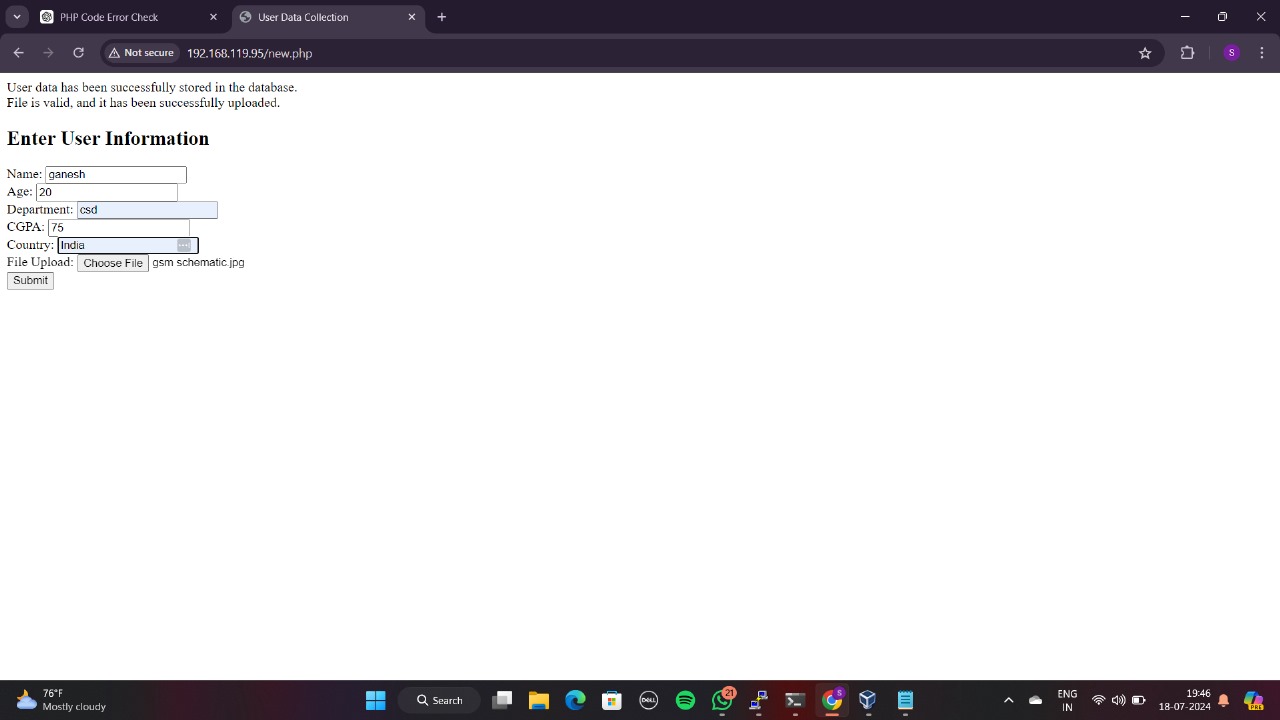 PHP Code Error Check
User Data Collection
Not secure
192.168.119.95/new.php
S
User data has been successfully stored in the database.
File is valid, and it has been successfully uploaded.
Enter User Information
Name: ganesh
Age: 20
Department: csd
CGPA: 75
Country: India
File Upload: Choose File gsm schematic.jpg
Submit
76°F
Mostly cloudy
Search
DELL
21
S
ENG
IN
19:46
18-07-2024
PRE